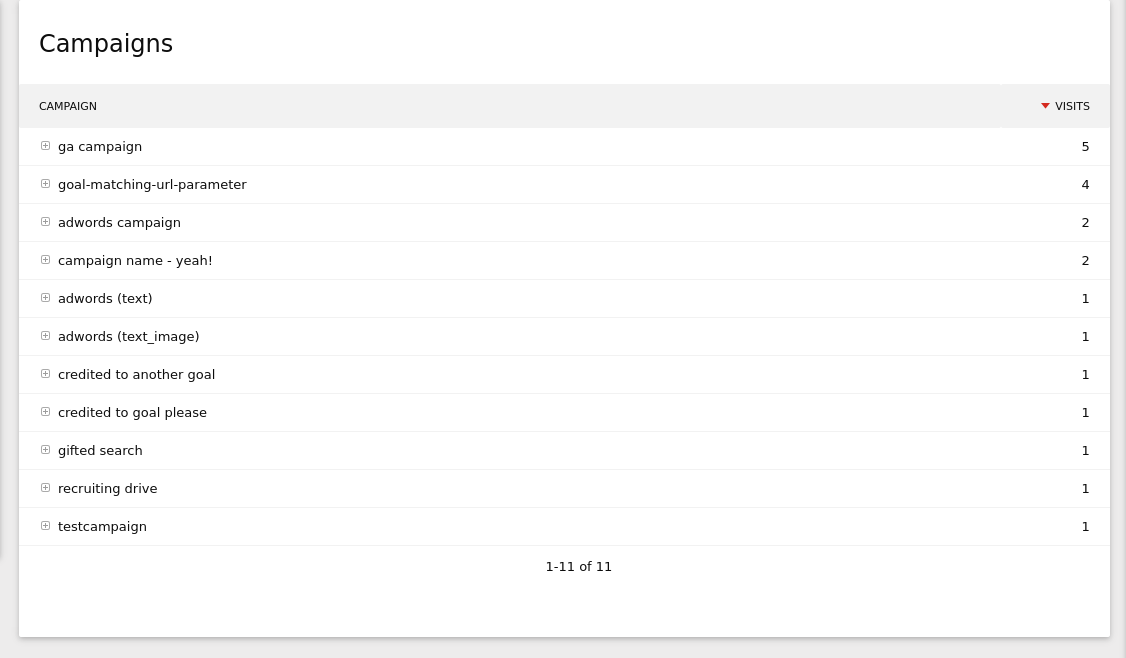 Campaigns
CAMPAIGN VISITS
ga campaign 5
goal-matching-url-parameter 4
adwords campaign 2
campaign name - yeah! 2
adwords (text) 1
adwords (text_image) 1
credited to another goal 1
credited to goal please 1
gifted search 1
recruiting drive 1
testcampaign 1
1-11 of 11